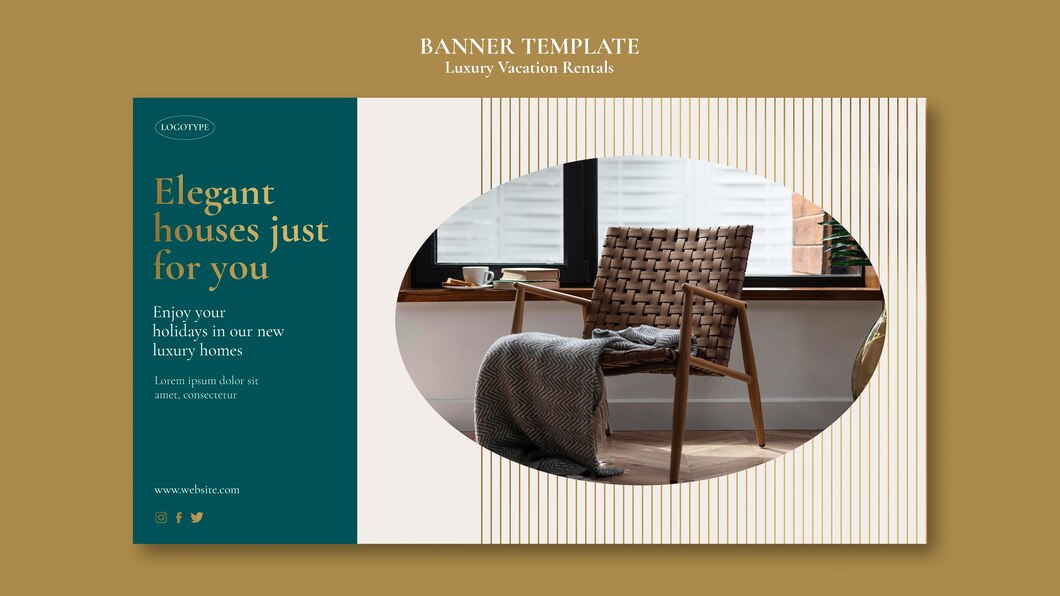 BANNER TEMPLATE
Luxury Vacation Rentals
LOGOTYPE
Elegant
houses just
for you
Enjoy your
holidays in our new
luxury homes
Lorem ipsum dolor sit
amet, consectetur
www.website.com